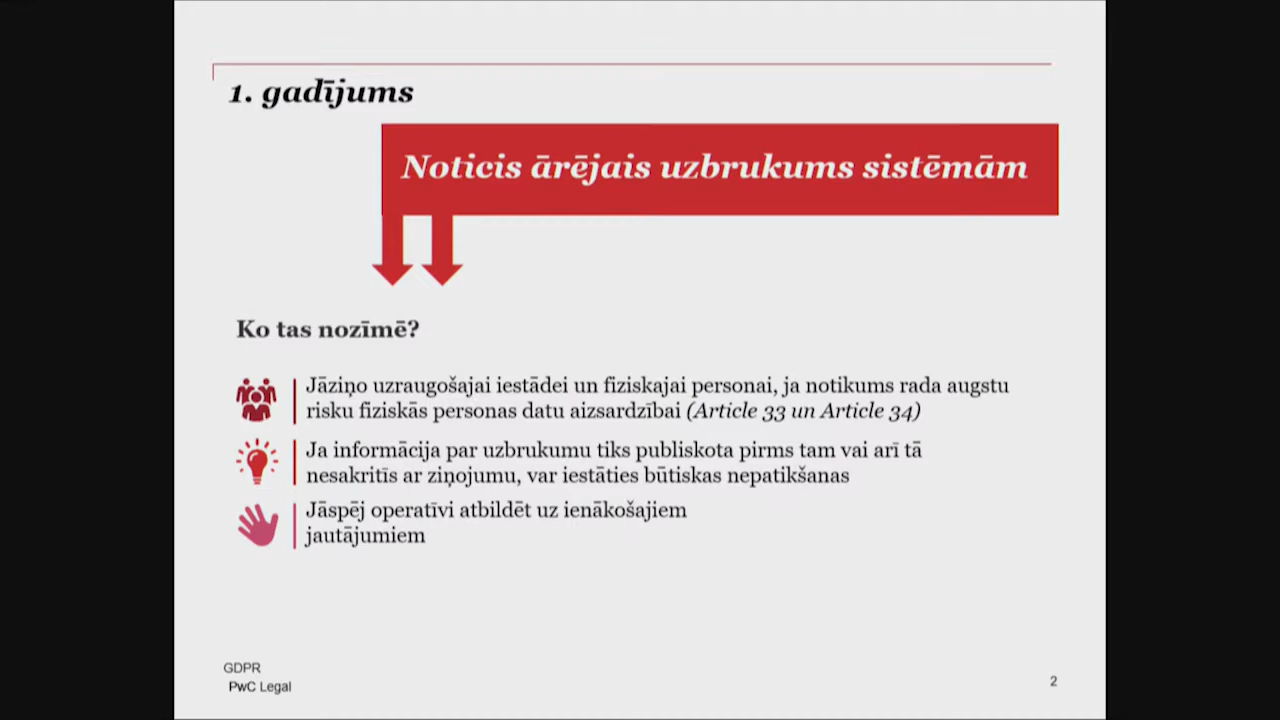 1. gadījums
Noticis ārējais uzbrukums sistēmām
Ko tas nozīmē?
Jāziņo uzraugošajai iestādei un fiziskajai personai, ja notikums rada augstu
risku fiziskās personas datu aizsardzībai (Article 33 un Article 34)
Ja informācija par uzbrukumu tiks publiskota pirms tam vai arī tā
nesakritīs ar ziņojumu, var iestāties būtiskas nepatikšanas
Jāspēj operatīvi atbildēt uz ienākošajiem
jautājumiem
GDPR
PwC Legal
2